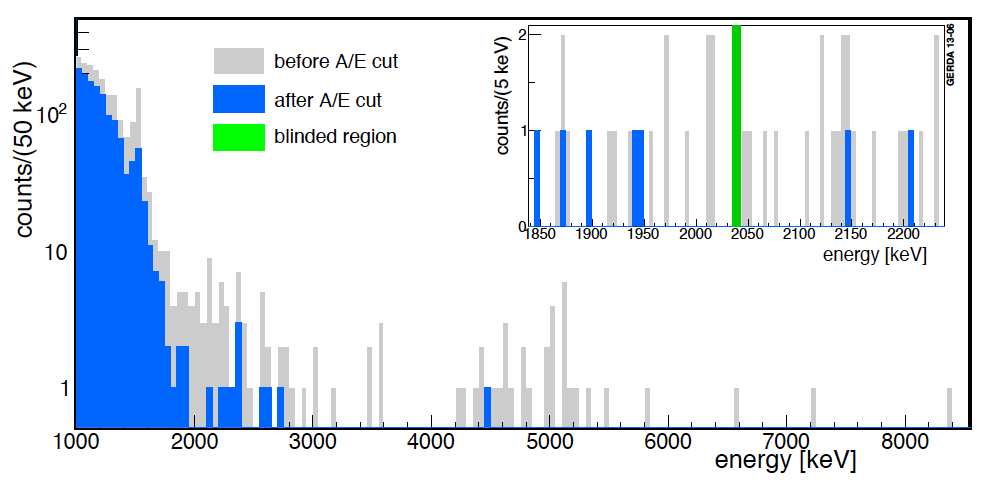 before A/E cut
after A/E cut
blinded region
counts/(50 keV)
10²
10
1
1000 2000 3000 4000 5000 6000 7000 8000
energy [keV]
counts/(5 keV)
2
1
0
1850 1900 1950 2000 2050 2100 2150 2200
energy [keV]
GERDA 13-06